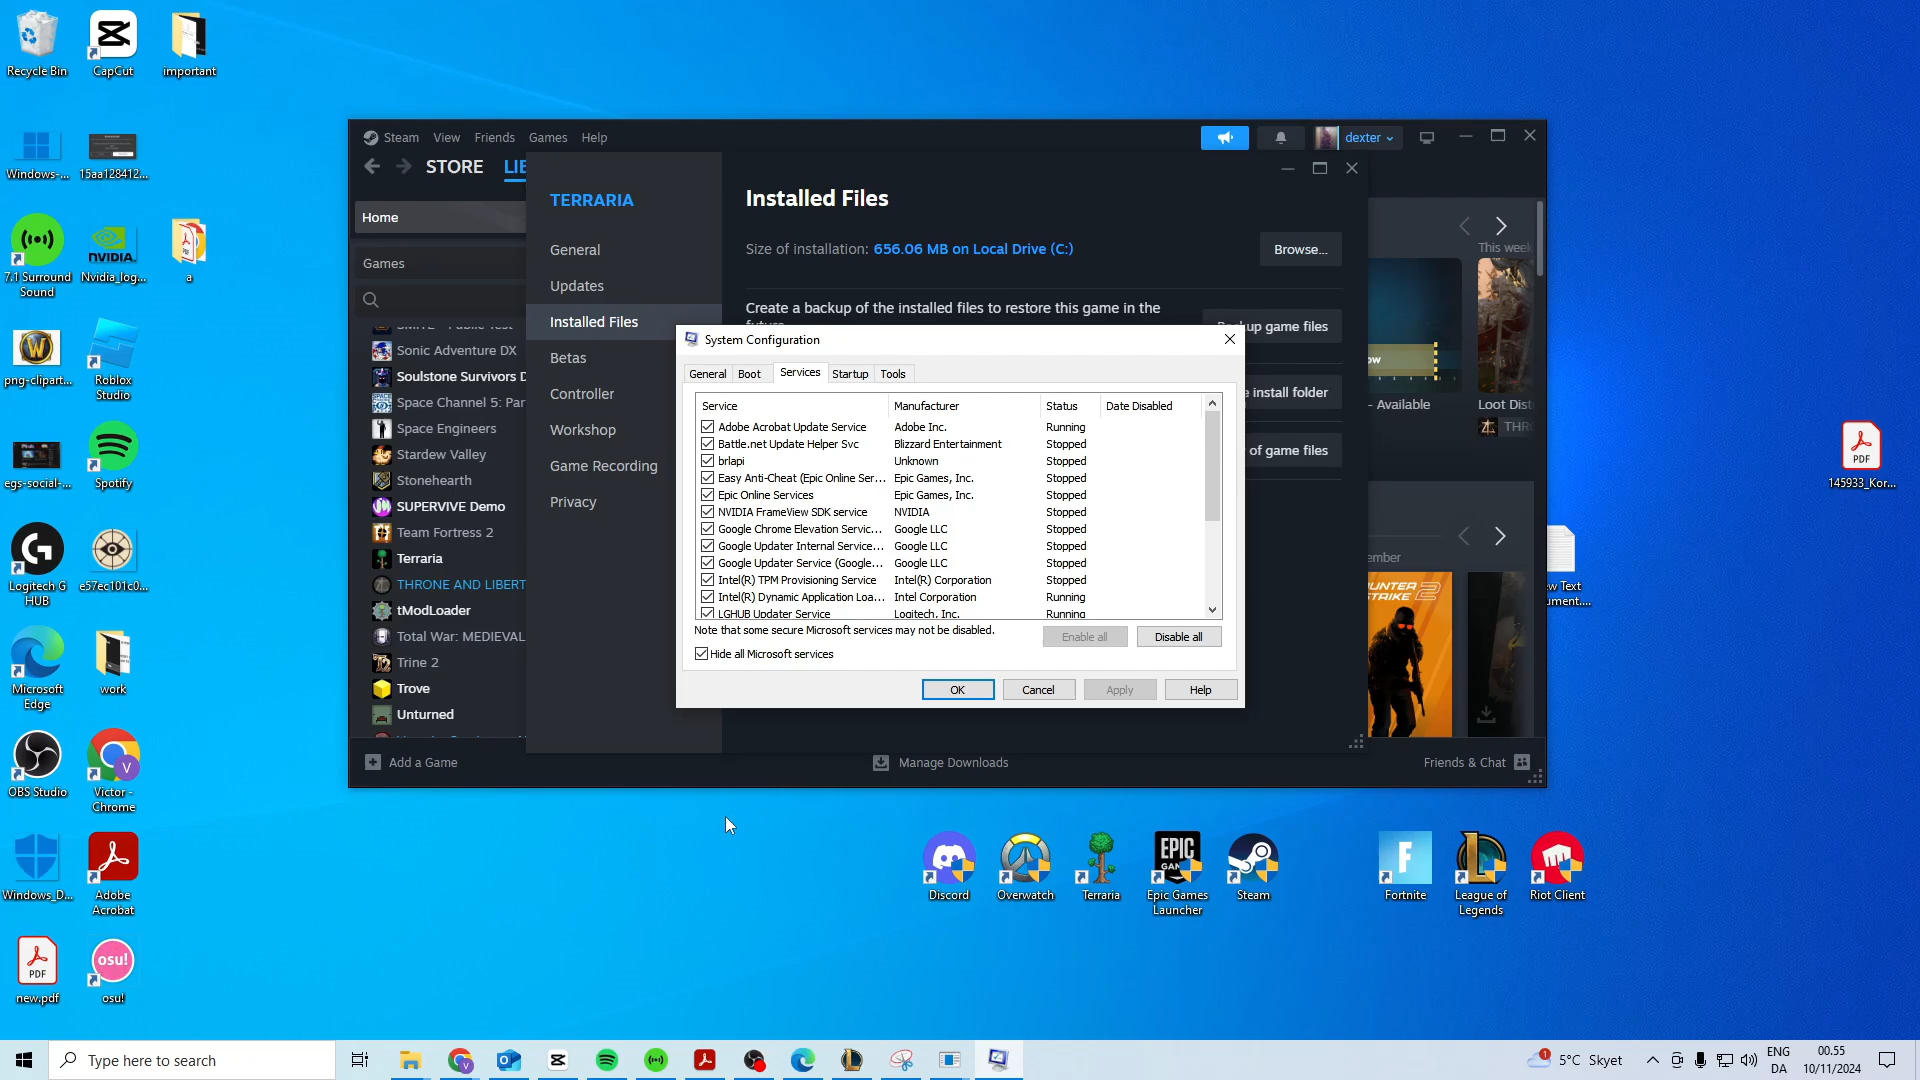 Recycle Bin
CapCut
important
Windows-...
15aa128412...
7.1 Surround
Sound
NVIDIA.
Nvidia_log...
a
png-clipart...
Roblox
Studio
egs-social-...
Spotify
Logitech G
HUB
e57ec101c0...
Microsoft
Edge
work
OBS Studio
V
Victor -
Chrome
Windows_D...
Adobe
Acrobat
PDF
new.pdf
osu!
osu!
Steam View Friends Games Help
dexter
STORE LIE
Home
Games
Sonic Adventure DX
Soulstone Survivors D
Space Channel 5: Par
Space Engineers
Stardew Valley
Stonehearth
SUPERVIVE Demo
Team Fortress 2
Terraria
THRONE AND LIBERT
tModLoader
Total War: MEDIEVAL
Trine 2
Trove
Unturned
Add a Game
Manage Downloads
Friends & Chat
TERRARIA
General
Updates
Installed Files
Betas
Controller
Workshop
Game Recording
Privacy
Installed Files
Size of installation: 656.06 MB on Local Drive (C:)
Browse...
Create a backup of the installed files to restore this game in the
future
up game files
e install folder
of game files
This week
ow
- Available
Loot Dist
THR
ember
UNTER
STRIKE 2
System Configuration
General Boot Services Startup Tools
Service Manufacturer Status Date Disabled
Adobe Acrobat Update Service Adobe Inc. Running
Battle.net Update Helper Svc Blizzard Entertainment Stopped
brlapi Unknown Stopped
Easy Anti-Cheat (Epic Online Ser... Epic Games, Inc. Stopped
Epic Online Services Epic Games, Inc. Stopped
NVIDIA FrameView SDK service NVIDIA Stopped
Google Chrome Elevation Servic... Google LLC Stopped
Google Updater Internal Service... Google LLC Stopped
Google Updater Service (Google... Google LLC Stopped
Intel(R) TPM Provisioning Service Intel(R) Corporation Stopped
Intel(R) Dynamic Application Loa... Intel Corporation Running
LGHUB Updater Service Logitech, Inc. Running
Note that some secure Microsoft services may not be disabled.
Enable all Disable all
Hide all Microsoft services
OK Cancel Apply Help
PDF
145933_Kor...
ew Text
ument....
Discord
Overwatch
Terraria
EPIC
GAMES
Epic Games
Launcher
Steam
Fortnite
League of
Legends
Riot Client
Type here to search
V
1
5°C Skyet
ENG
DA
00.55
10/11/2024